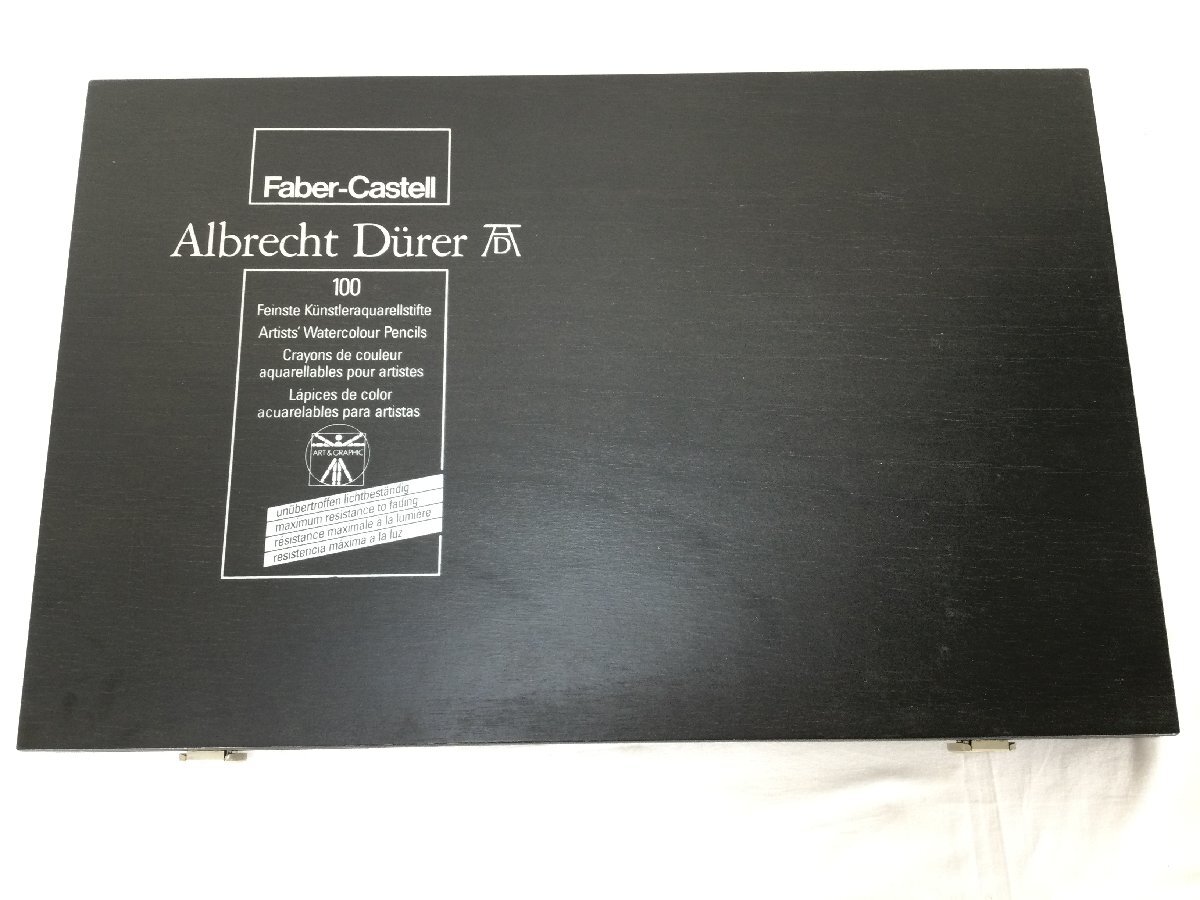 Faber-Castell
Albrecht Dürer AD
100
Feinste Künstleraquarellstifte
Artists' Watercolour Pencils
Crayons de couleur
aquarellables pour artistes
Lápices de color
acuarelables para artistas
ART & GRAPHIC
unübertroffen lichtbeständig
maximum resistance to fading
résistance maximale a la lumière
resistencia máxima a la luz